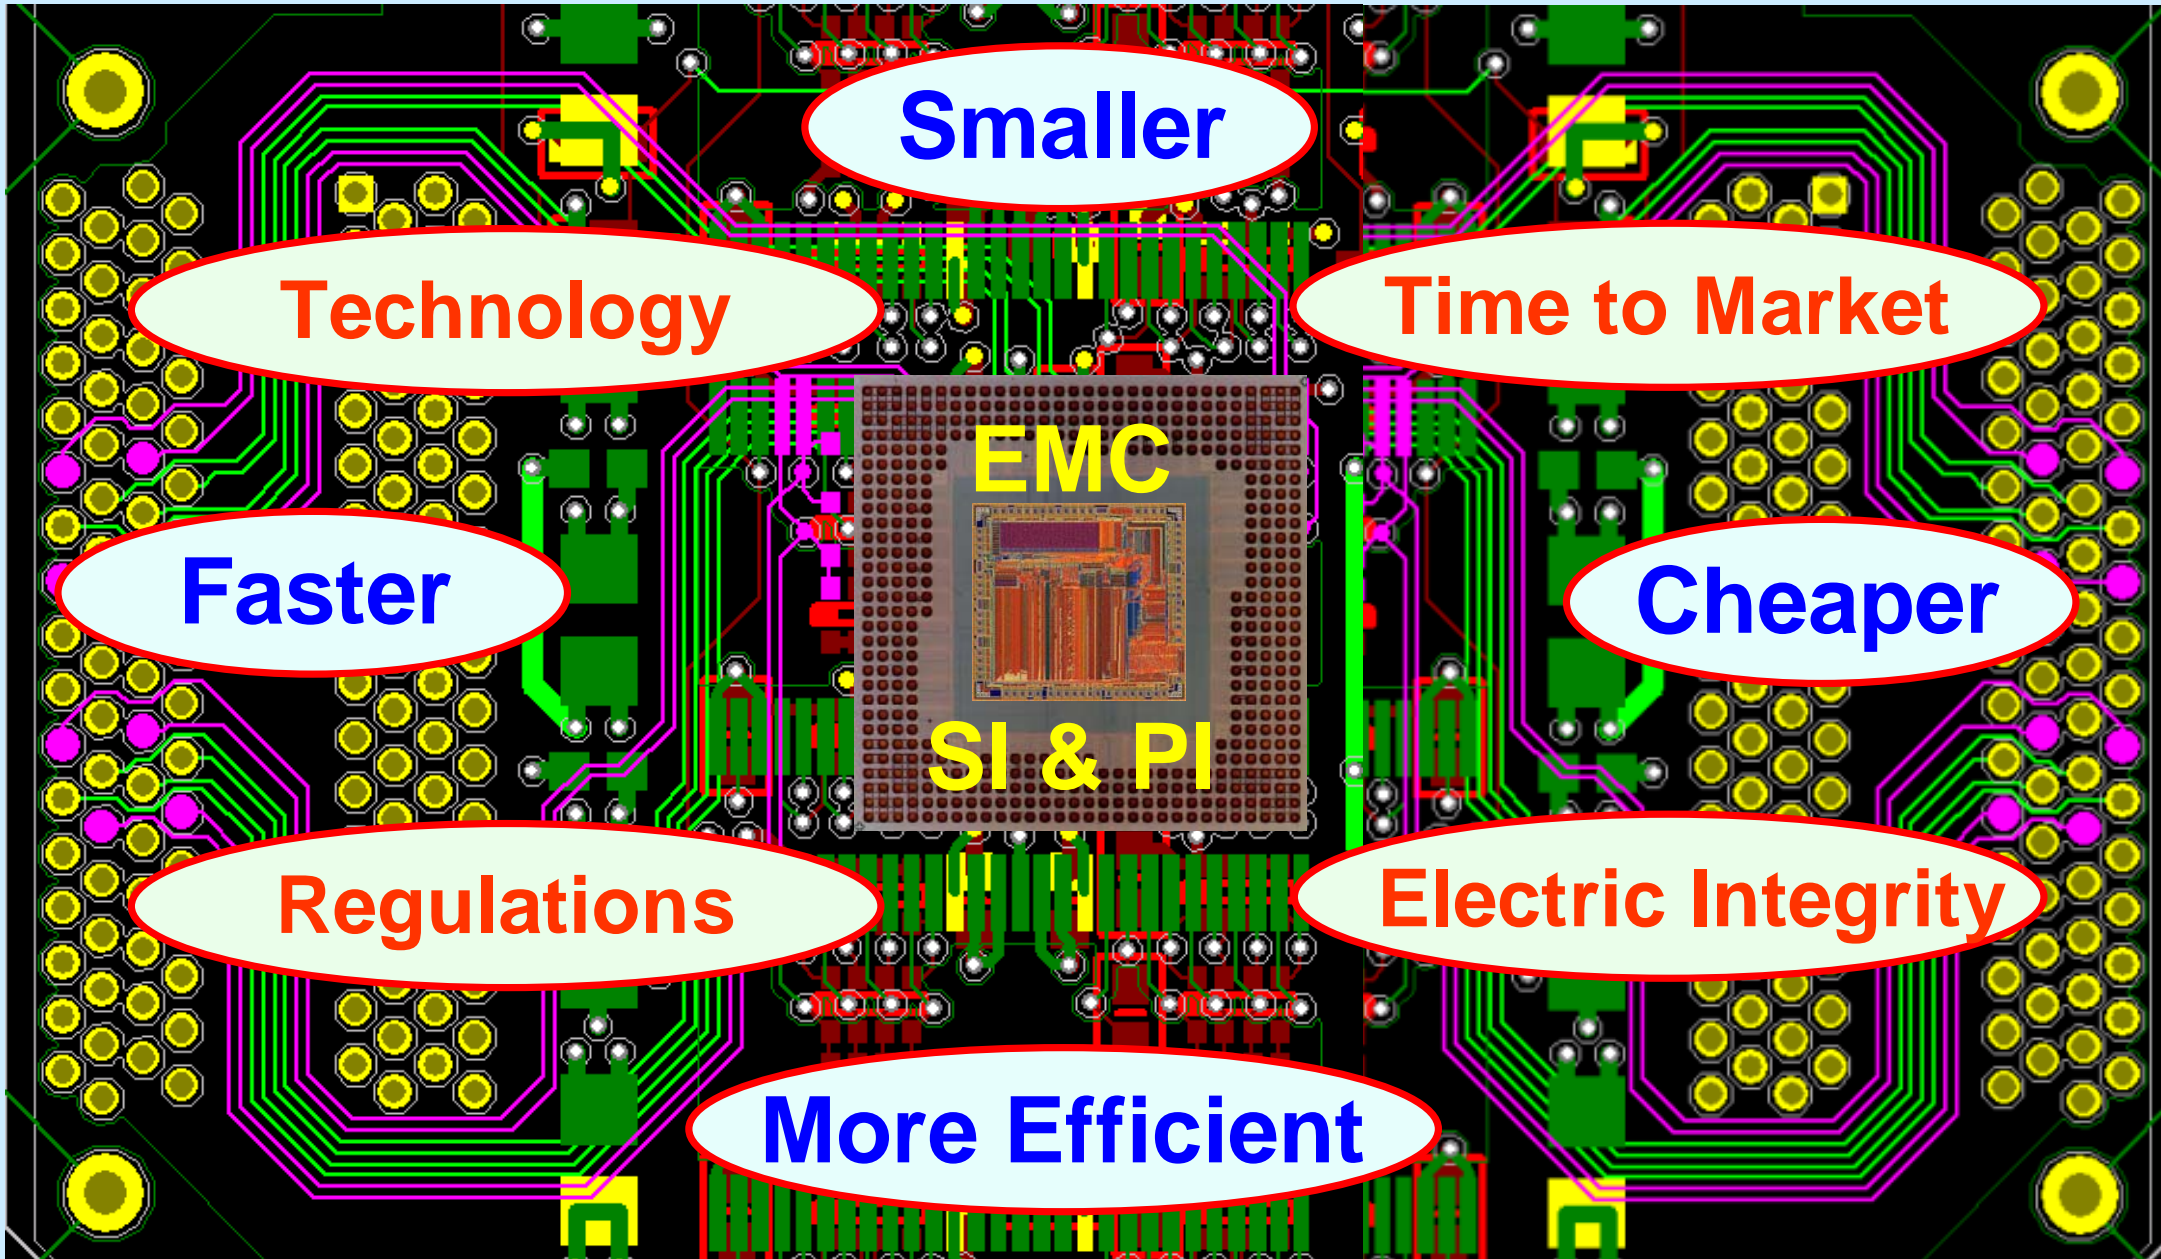 Smaller
Technology
Time to Market
EMC
Faster
Cheaper
SI & PI
Regulations
Electric Integrity
More Efficient